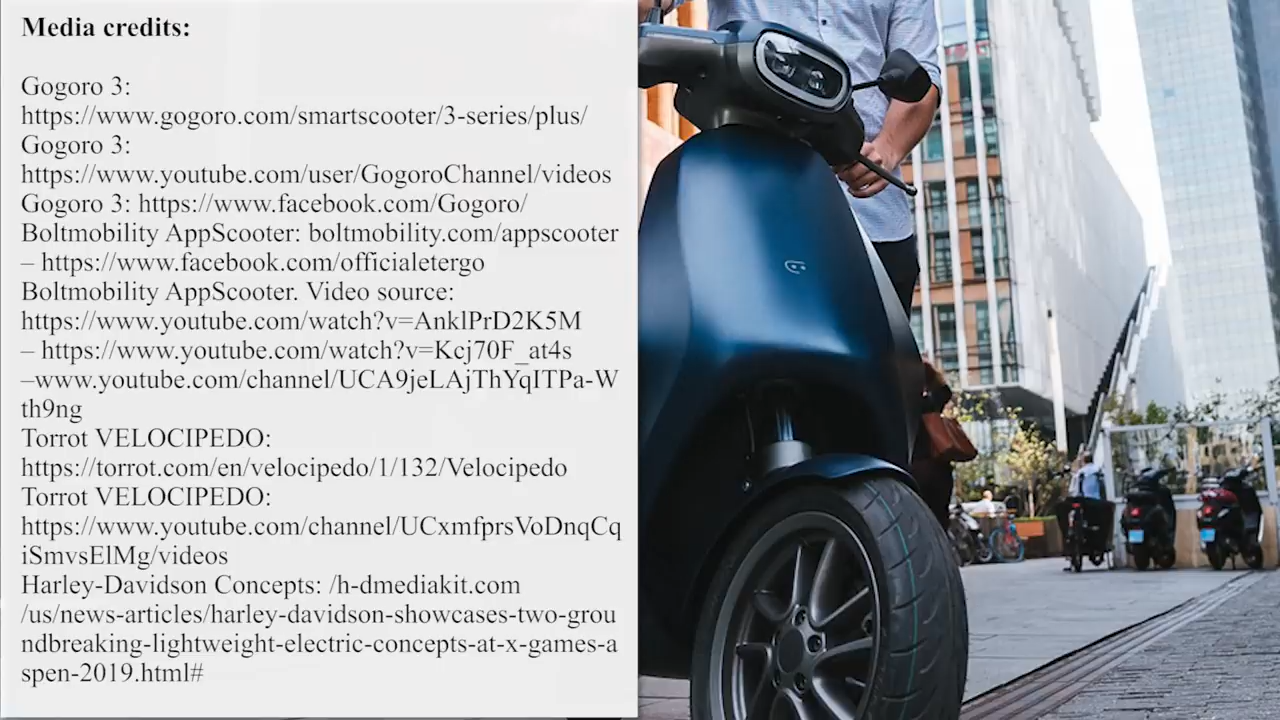 Media credits:
Gogoro 3:
https://www.gogoro.com/smartscooter/3-series/plus/
Gogoro 3:
https://www.youtube.com/user/GogoroChannel/videos
Gogoro 3: https://www.facebook.com/Gogoro/
Boltmobility AppScooter: boltmobility.com/appscooter
– https://www.facebook.com/officialetergo
Boltmobility AppScooter. Video source:
https://www.youtube.com/watch?v=AnklPrD2K5M
– https://www.youtube.com/watch?v=Kcj70F_at4s
–www.youtube.com/channel/UCA9jeLAjThYqITPa-W
th9ng
Torrot VELOCIPEDO:
https://torrot.com/en/velocipedo/1/132/Velocipedo
Torrot VELOCIPEDO:
https://www.youtube.com/channel/UCxmfprsVoDnqCq
iSmvsElMg/videos
Harley-Davidson Concepts: /h-dmediakit.com
/us/news-articles/harley-davidson-showcases-two-grou
ndbreaking-lightweight-electric-concepts-at-x-games-a
spen-2019.html#